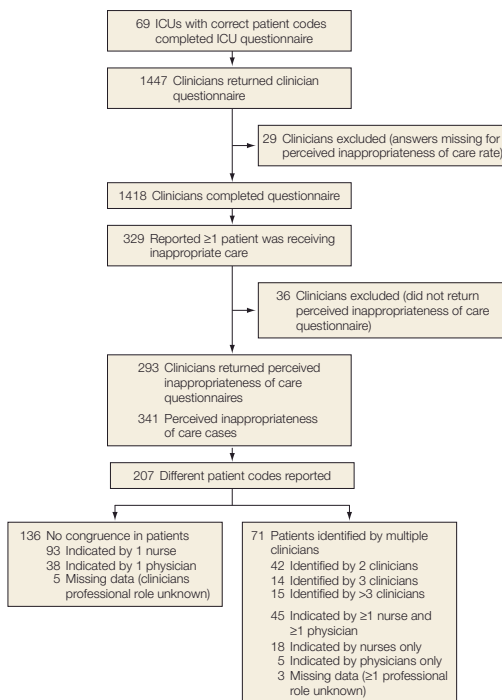 69 ICUs with correct patient codes
completed ICU questionnaire
1447 Clinicians returned clinician
questionnaire
29 Clinicians excluded (answers missing for
perceived inappropriateness of care rate)
1418 Clinicians completed questionnaire
329 Reported ≥1 patient was receiving
inappropriate care
36 Clinicians excluded (did not return
perceived inappropriateness of care
questionnaire)
293 Clinicians returned perceived
inappropriateness of care
questionnaires
341 Perceived inappropriateness
of care cases
207 Different patient codes reported
136 No congruence in patients
93 Indicated by 1 nurse
38 Indicated by 1 physician
5 Missing data (clinicians
professional role unknown)
71 Patients identified by multiple
clinicians
42 Identified by 2 clinicians
14 Identified by 3 clinicians
15 Identified by >3 clinicians
45 Indicated by ≥1 nurse and
≥1 physician
18 Indicated by nurses only
5 Indicated by physicians only
3 Missing data (≥1 professional
role unknown)